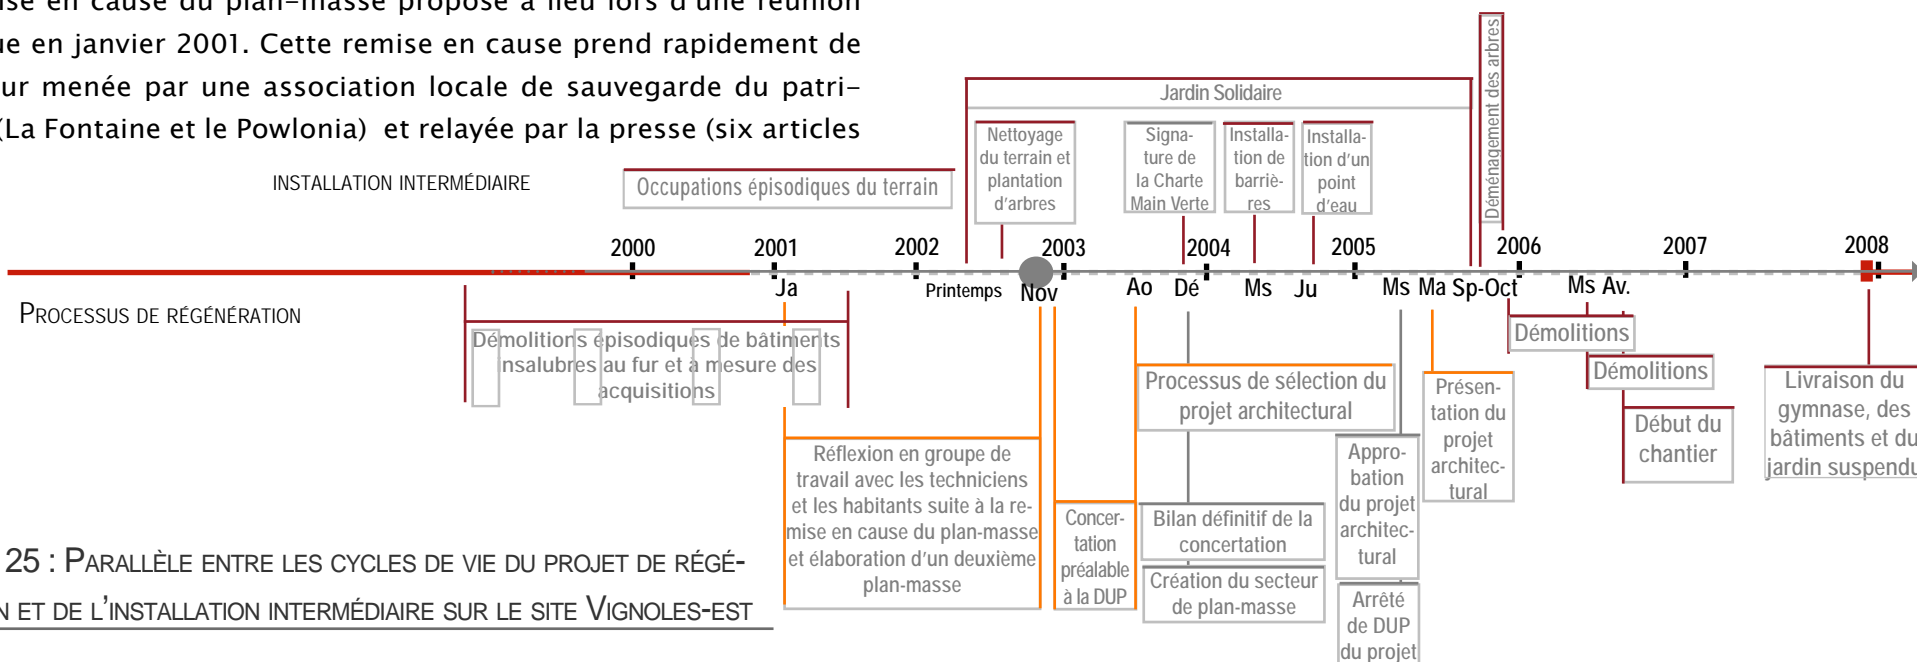 ise en cause du plan-masse proposé a lieu lors d'une réunion
ue en janvier 2001. Cette remise en cause prend rapidement de
ur menée par une association locale de sauvegarde du patri-
(La Fontaine et le Powlonia) et relayée par la presse (six articles
INSTALLATION INTERMÉDIAIRE
Occupations épisodiques du terrain
Jardin Solidaire
Nettoyage
du terrain et
plantation
d'arbres
Signa-
ture de
la Charte
Main Verte
Installa-
tion de
barriè-
res
Installa-
tion d'un
point
d'eau
Déménagement des arbres
2000
2001
2002
2003
2004
2005
2006
2007
2008
Ja
Printemps
Nov
Ao
Dé
Ms
Ju
Ms
Ma
Sp-Oct
Ms
Av.
PROCESSUS DE RÉGÉNÉRATION
Démolitions épisodiques de bâtiments
insalubres au fur et à mesure des
acquisitions
Réflexion en groupe de
travail avec les techniciens
et les habitants suite à la re-
mise en cause du plan-masse
et élaboration d'un deuxième
plan-masse
Concer-
tation
préalable
à la DUP
Processus de sélection du
projet architectural
Bilan définitif de la
concertation
Création du secteur
de plan-masse
Appro-
bation
du projet
architec-
tural
Arrêté
de DUP
du projet
Présen-
tation du
projet
architec-
tural
Démolitions
Démolitions
Début du
chantier
Livraison du
gymnase, des
bâtiments et du
jardin suspendu
25 : PARALLÈLE ENTRE LES CYCLES DE VIE DU PROJET DE RÉGÉ-
N ET DE L'INSTALLATION INTERMÉDIAIRE SUR LE SITE VIGNOLES-EST